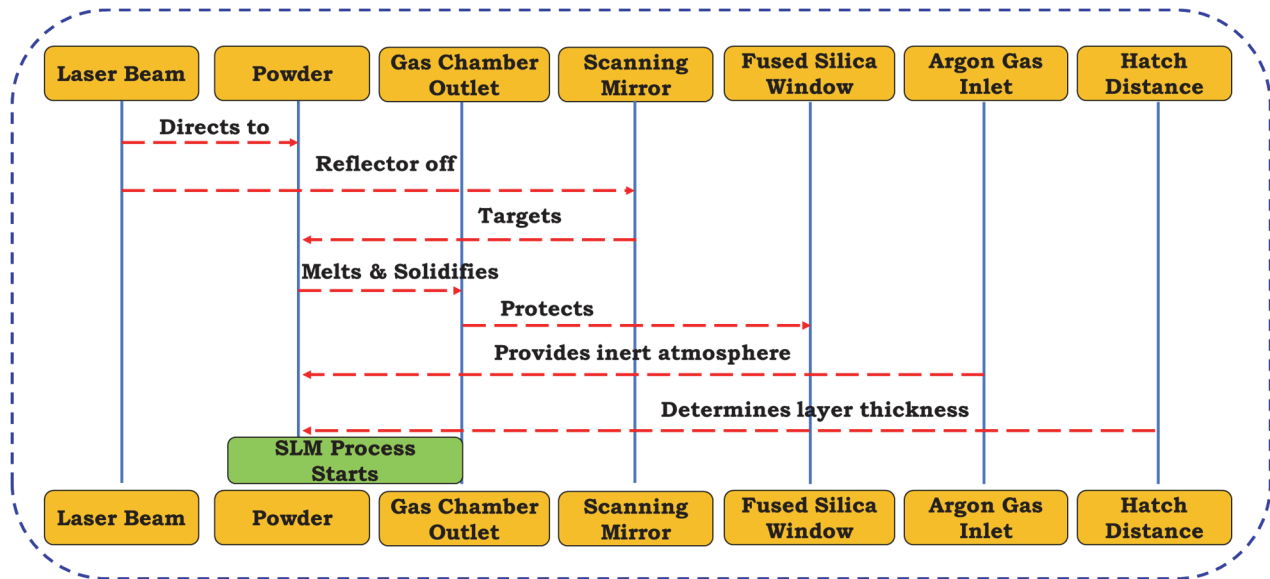 Laser Beam
Powder
Gas Chamber
Outlet
Scanning
Mirror
Fused Silica
Window
Argon Gas
Inlet
Hatch
Distance
Directs to
Reflector off
Targets
Melts & Solidifies
Protects
Provides inert atmosphere
Determines layer thickness
SLM Process
Starts
Laser Beam
Powder
Gas Chamber
Outlet
Scanning
Mirror
Fused Silica
Window
Argon Gas
Inlet
Hatch
Distance